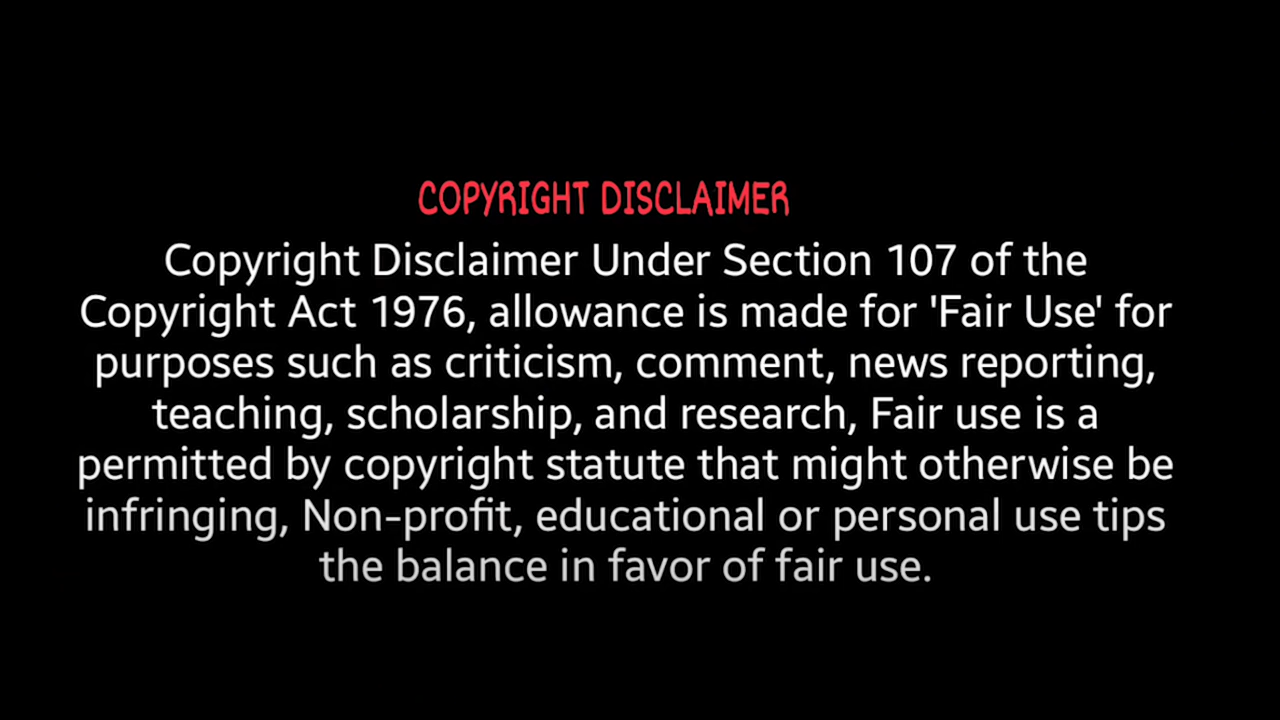 COPYRIGHT DISCLAIMER
Copyright Disclaimer Under Section 107 of the
Copyright Act 1976, allowance is made for 'Fair Use' for
purposes such as criticism, comment, news reporting,
teaching, scholarship, and research, Fair use is a
permitted by copyright statute that might otherwise be
infringing, Non-profit, educational or personal use tips
the balance in favor of fair use.